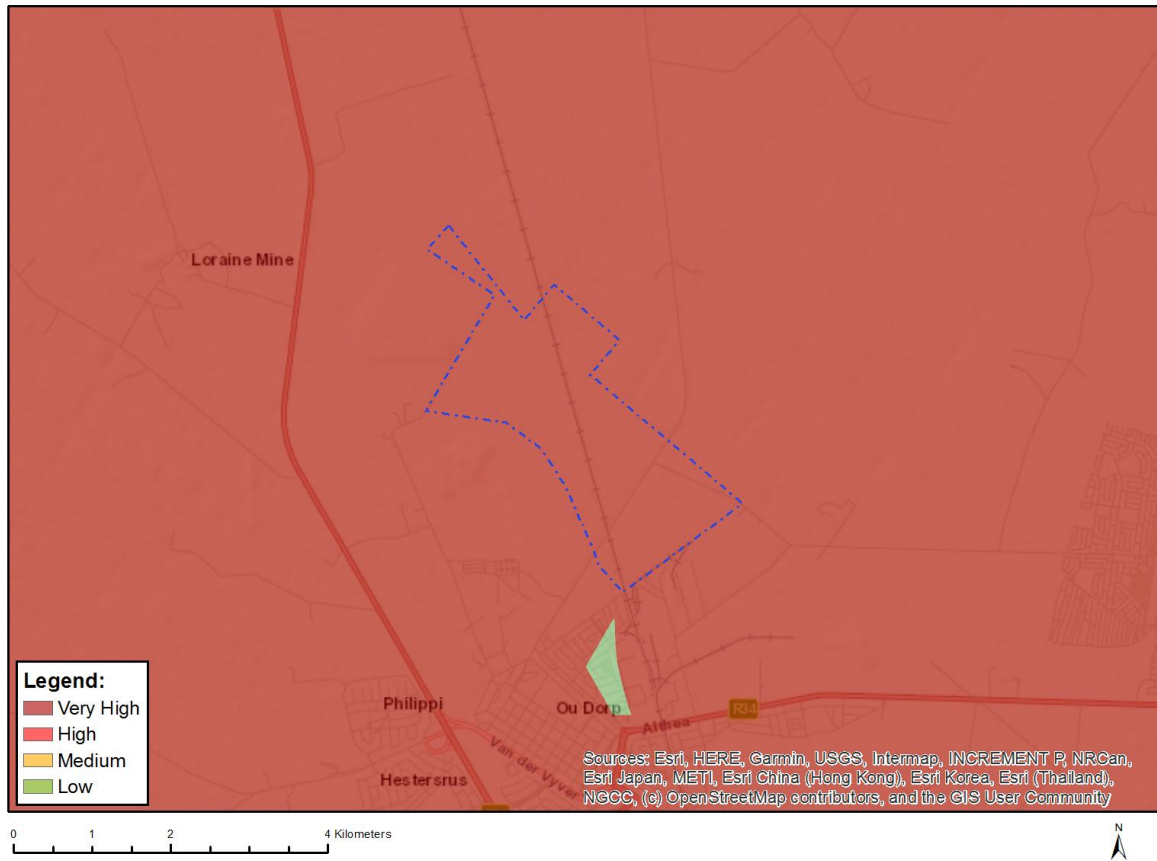 Loraine Mine
Philippi
Ou Dorp
R34
Althea
Van der Vyver
Hestersrus
Legend:
Very High
High
Medium
Low
Sources: Esri, HERE, Garmin, USGS, Intermap, INCREMENT P, NRCan,
Esri Japan, METI, Esri China (Hong Kong), Esri Korea, Esri (Thailand),
NGCC, (c) OpenStreetMap contributors, and the GIS User Community
0 1 2 4 Kilometers
N